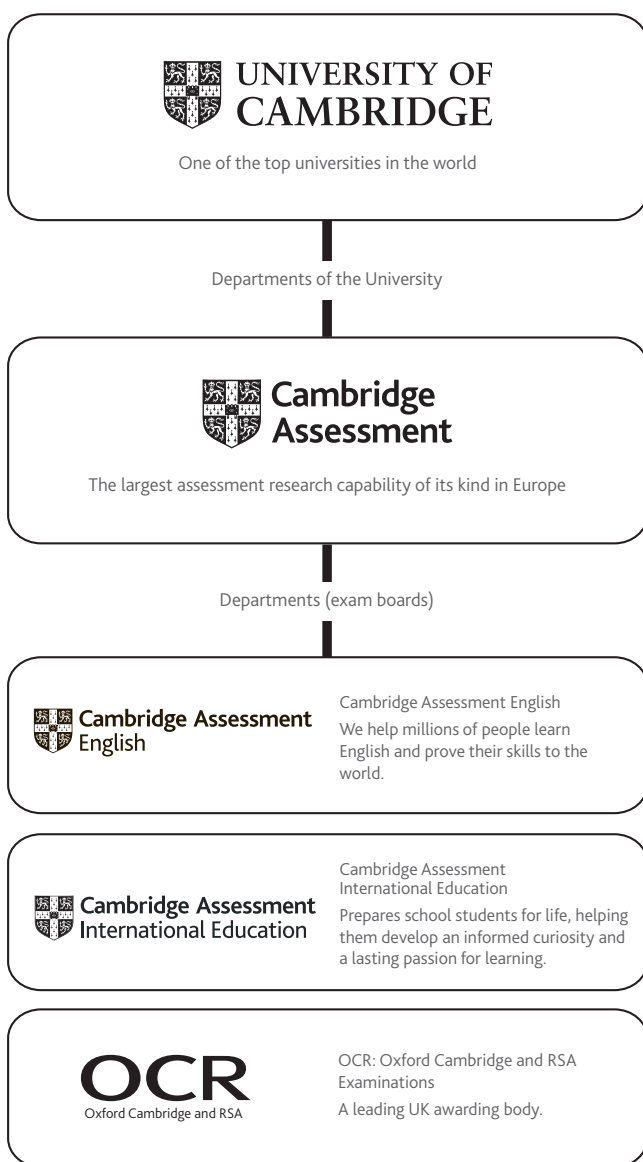 UNIVERSITY OF
CAMBRIDGE
One of the top universities in the world
Departments of the University
Cambridge
Assessment
The largest assessment research capability of its kind in Europe
Departments (exam boards)
Cambridge Assessment
English
Cambridge Assessment English
We help millions of people learn
English and prove their skills to the
world.
Cambridge Assessment
International Education
Cambridge Assessment
International Education
Prepares school students for life, helping
them develop an informed curiosity and
a lasting passion for learning.
OCR
Oxford Cambridge and RSA
OCR: Oxford Cambridge and RSA
Examinations
A leading UK awarding body.